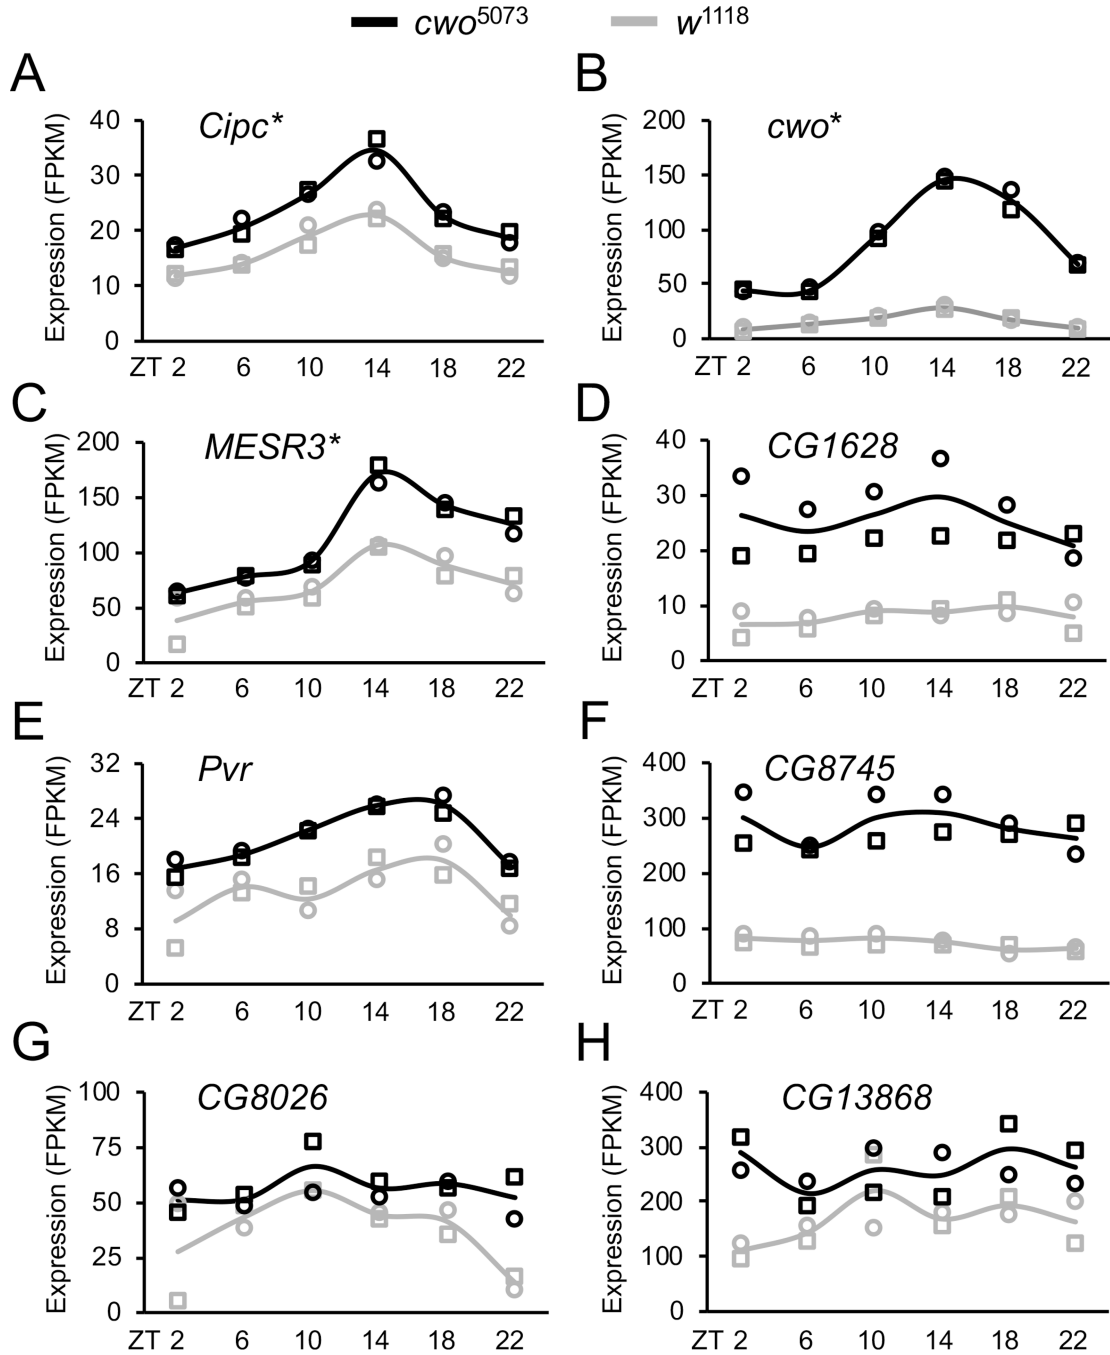 cwo5073 w1118
A
Cipc*
Expression (FPKM)
40
30
20
10
0
ZT 2 6 10 14 18 22
B
cwo*
Expression (FPKM)
200
150
100
50
0
ZT 2 6 10 14 18 22
C
MESR3*
Expression (FPKM)
200
150
100
50
0
ZT 2 6 10 14 18 22
D
CG1628
Expression (FPKM)
40
30
20
10
0
ZT 2 6 10 14 18 22
E
Pvr
Expression (FPKM)
32
24
16
8
0
ZT 2 6 10 14 18 22
F
CG8745
Expression (FPKM)
400
300
200
100
0
ZT 2 6 10 14 18 22
G
CG8026
Expression (FPKM)
100
75
50
25
0
ZT 2 6 10 14 18 22
H
CG13868
Expression (FPKM)
400
300
200
100
0
ZT 2 6 10 14 18 22